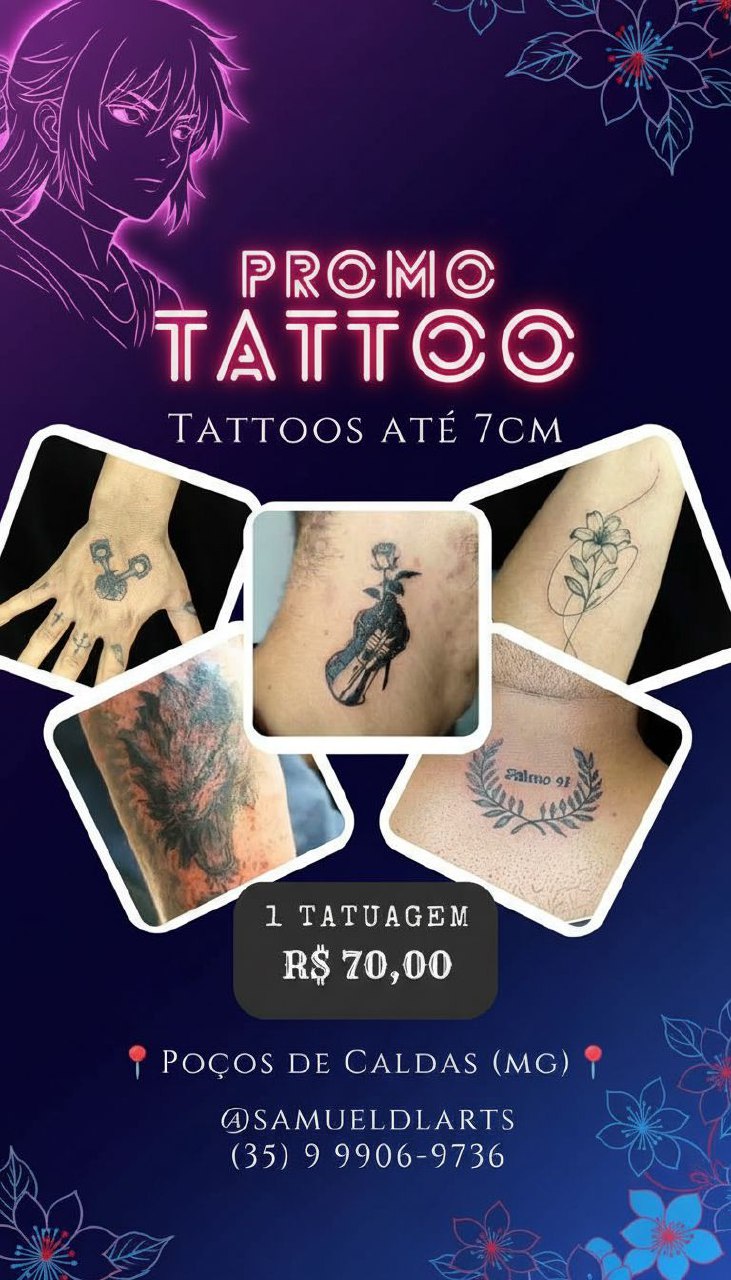 PROMO
TATTOO
TATTOOS ATÉ 7CM
Salmo 91
1 TATUAGEM
R$ 70,00
📍 POÇOS DE CALDAS (MG) 📍
@SAMUELDLARTS
(35) 9 9906-9736